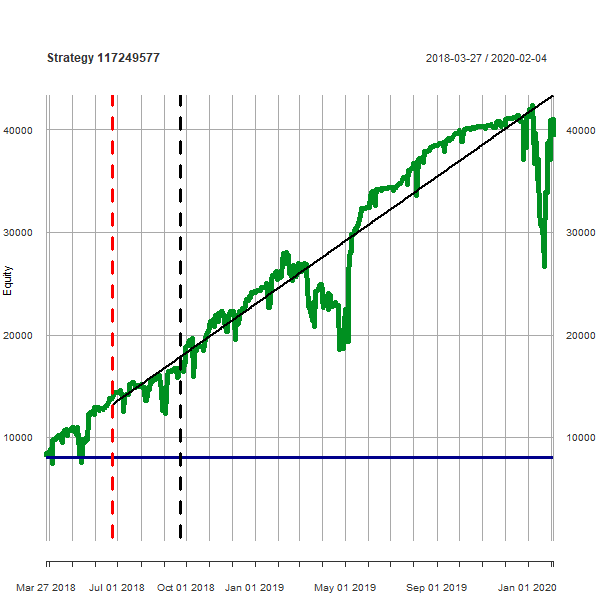 Strategy 117249577
2018-03-27 / 2020-02-04
40000
40000
30000
30000
Equity
20000
20000
10000
10000
Mar 27 2018
Jul 01 2018
Oct 01 2018
Jan 01 2019
May 01 2019
Sep 01 2019
Jan 01 2020